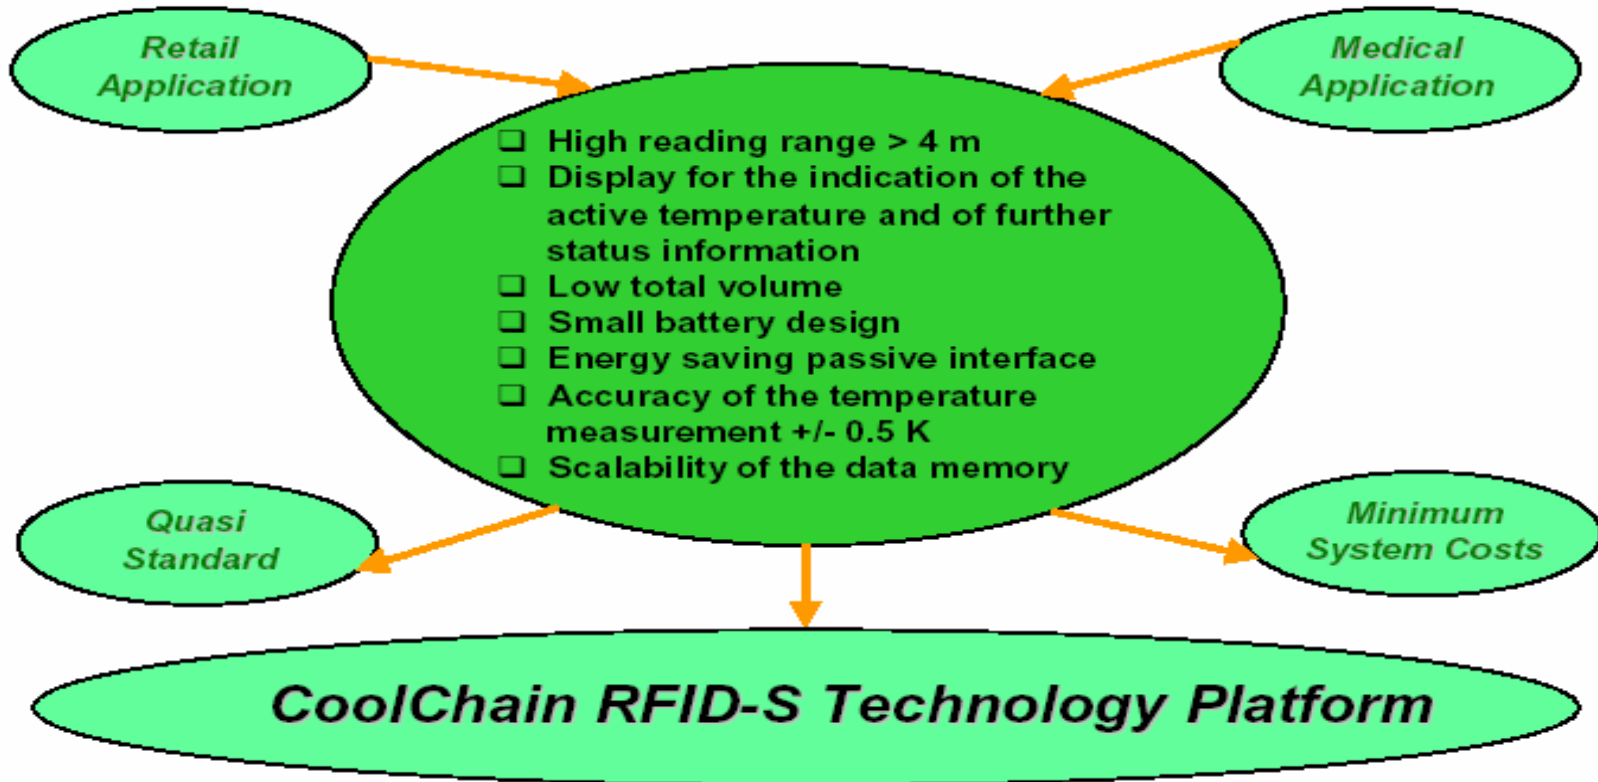 Retail
Application
Medical
Application
❑ High reading range > 4 m
❑ Display for the indication of the
active temperature and of further
status information
❑ Low total volume
❑ Small battery design
❑ Energy saving passive interface
❑ Accuracy of the temperature
measurement +/- 0.5 K
❑ Scalability of the data memory
Quasi
Standard
Minimum
System Costs
CoolChain RFID-S Technology Platform